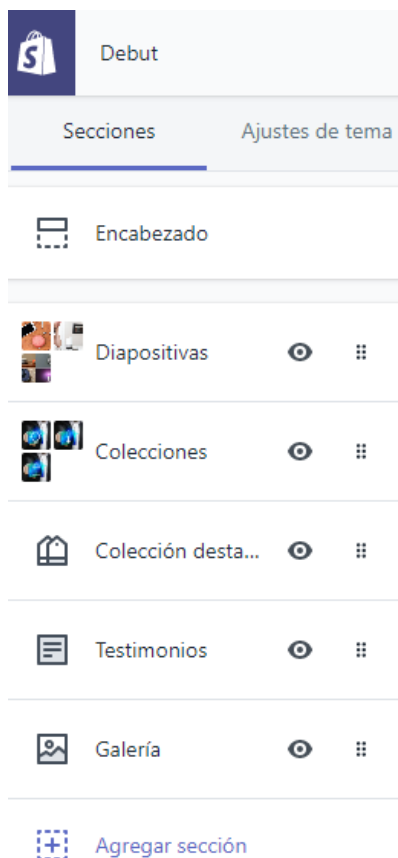 Debut
Secciones Ajustes de tema
Encabezado
Diapositivas
Colecciones
Colección desta...
Testimonios
Galería
Agregar sección